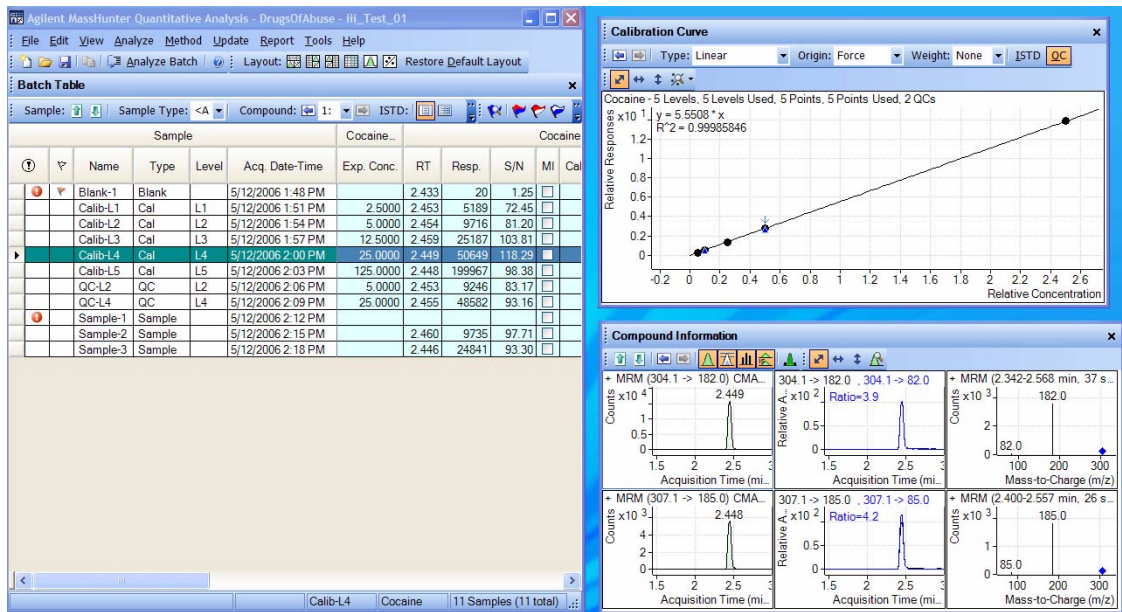 Agilent MassHunter Quantitative Analysis - DrugsOfAbuse - iii_Test_01
File Edit View Analyze Method Update Report Tools Help
Analyze Batch Layout: Restore Default Layout
Batch Table
Sample: Sample Type: <A Compound: 1: ISTD:
Sample Cocaine... Cocaine
Name Type Level Acq. Date-Time Exp. Conc. RT Resp. S/N MI Cal
Blank-1 Blank 5/12/2006 1:48 PM 2.433 20 1.25
Calib-L1 Cal L1 5/12/2006 1:51 PM 2.5000 2.453 5189 72.45
Calib-L2 Cal L2 5/12/2006 1:54 PM 5.0000 2.454 9716 81.20
Calib-L3 Cal L3 5/12/2006 1:57 PM 12.5000 2.459 25187 103.81
Calib-L4 Cal L4 5/12/2006 2:00 PM 25.0000 2.449 50649 118.29
Calib-L5 Cal L5 5/12/2006 2:03 PM 125.0000 2.448 199967 98.38
QC-L2 QC L2 5/12/2006 2:06 PM 5.0000 2.453 9246 83.17
QC-L4 QC L4 5/12/2006 2:09 PM 25.0000 2.455 48582 93.16
Sample-1 Sample 5/12/2006 2:12 PM
Sample-2 Sample 5/12/2006 2:15 PM 2.460 9735 97.71
Sample-3 Sample 5/12/2006 2:18 PM 2.446 24841 93.30
Calib-L4 Cocaine 11 Samples (11 total)
Calibration Curve
Type: Linear Origin: Force Weight: None ISTD QC
Cocaine - 5 Levels, 5 Levels Used, 5 Points, 5 Points Used, 2 QCs
x10 1 y = 5.5508 * x
R^2 = 0.99985846
Relative Responses
1.2
1
0.8
0.6
0.4
0.2
0
-0.2 0 0.2 0.4 0.6 0.8 1 1.2 1.4 1.6 1.8 2 2.2 2.4 2.6
Relative Concentration
Compound Information
+ MRM (304.1 -> 182.0) CMA...
Counts
x10 4
2.449
1
0.5
0
1.5 2 2.5 3
Acquisition Time (mi...
304.1 -> 182.0 , 304.1 -> 82.0
Relative A...
x10 2
Ratio=3.9
0.5
0
1.5 2 2.5 3
Acquisition Time (mi...
+ MRM (2.342-2.568 min, 37 s...
Counts
x10 3
182.0
2
82.0
0
100 200 300
Mass-to-Charge (m/z)
+ MRM (307.1 -> 185.0) CMA...
Counts
x10 3
2.448
4
2
0
1.5 2 2.5 3
Acquisition Time (mi...
307.1 -> 185.0 , 307.1 -> 85.0
Relative A...
x10 2
Ratio=4.2
0.5
0
1.5 2 2.5 3
Acquisition Time (mi...
+ MRM (2.400-2.557 min, 26 s...
Counts
x10 3
185.0
1
85.0
0
100 200 300
Mass-to-Charge (m/z)